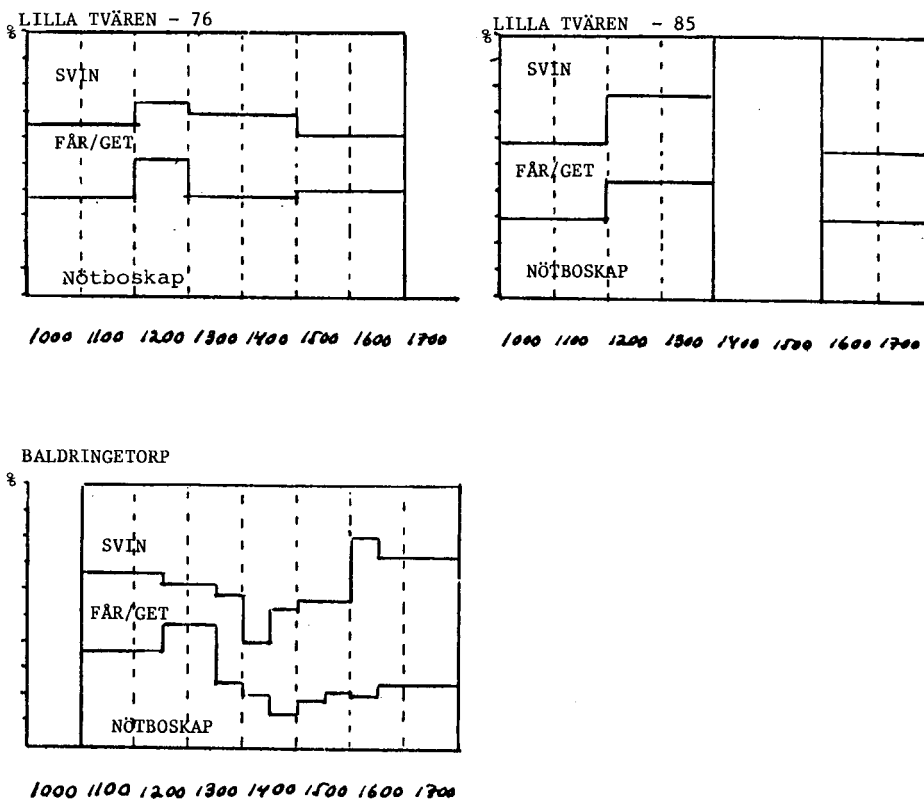 LILLA TVÄREN - 76
%
SVIN
FÅR/GET
Nötboskap
1000 1100 1200 1300 1400 1500 1600 1700
LILLA TVÄREN - 85
%
SVIN
FÅR/GET
NÖTBOSKAP
1000 1100 1200 1300 1400 1500 1600 1700
BALDRINGETORP
%
SVIN
FÅR/GET
NÖTBOSKAP
1000 1100 1200 1300 1400 1500 1600 1700